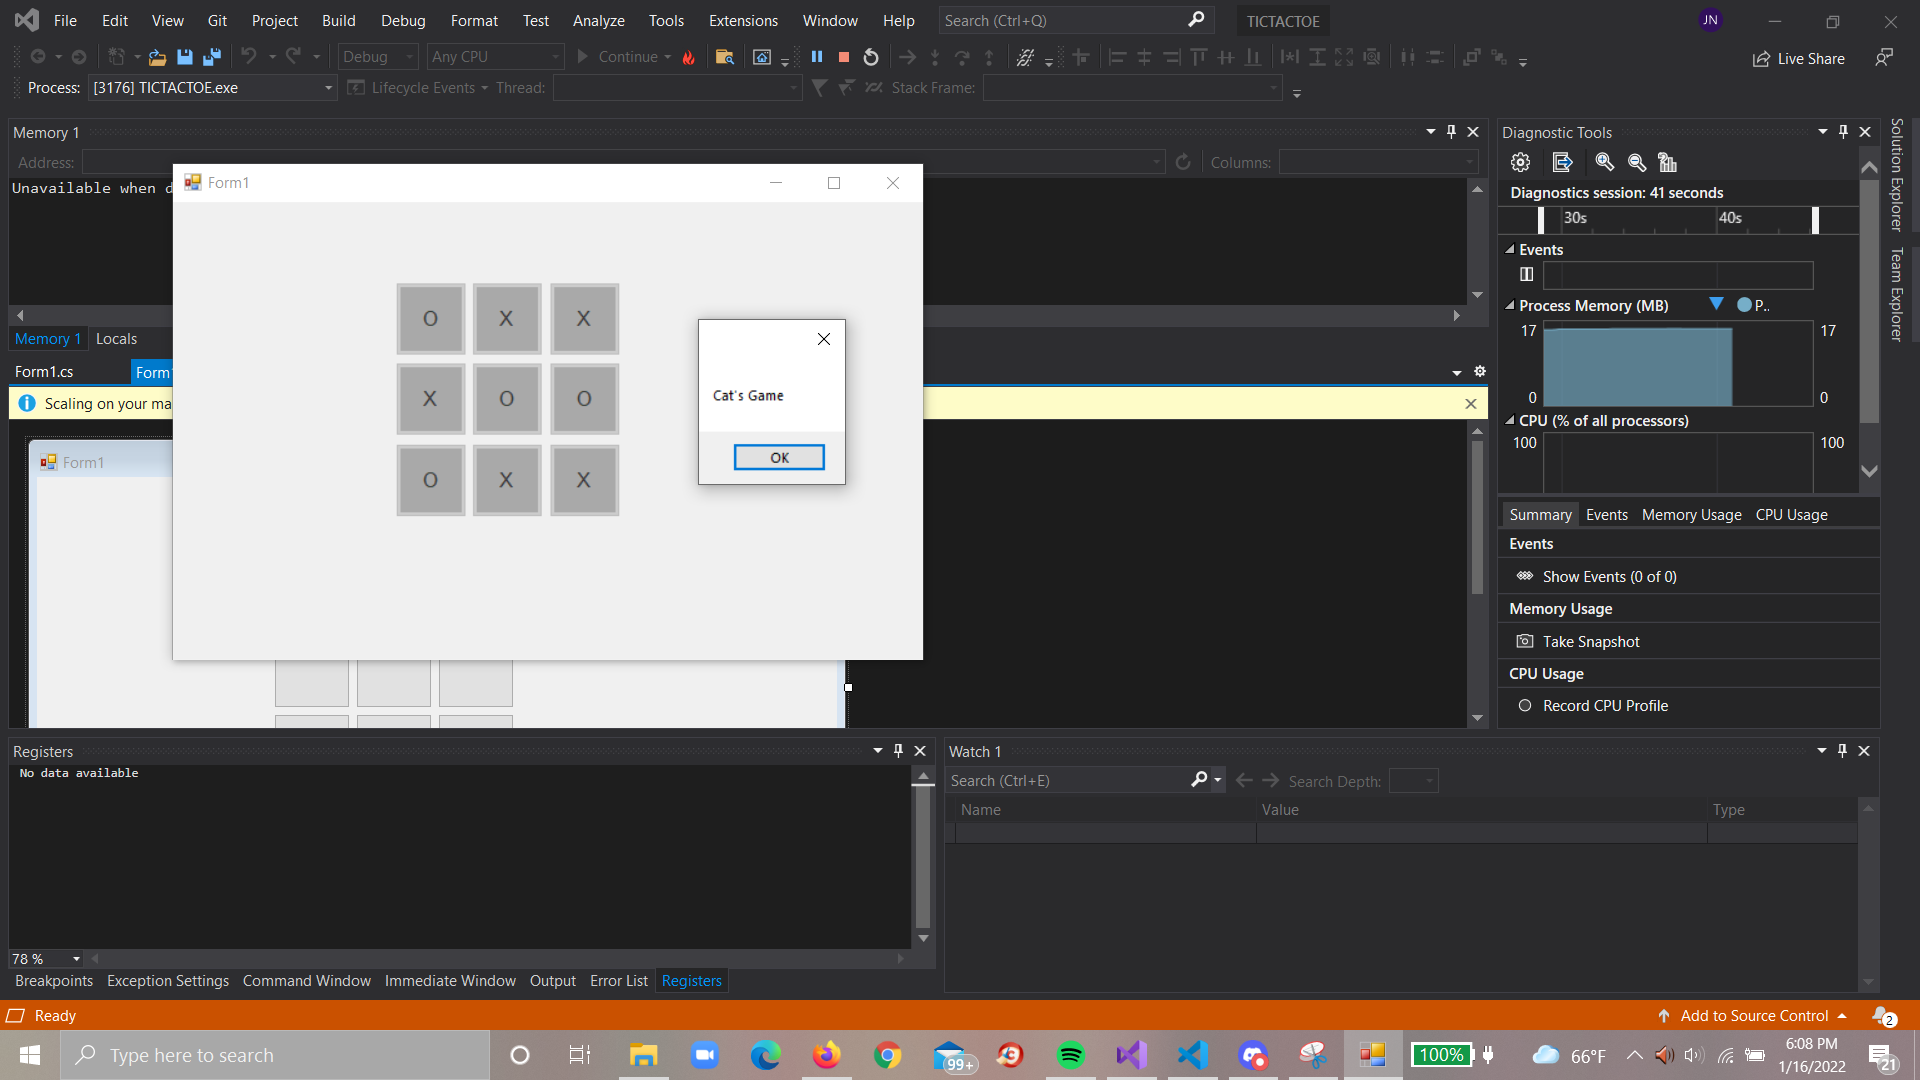 File Edit View Git Project Build Debug Format Test Analyze Tools Extensions Window Help Search (Ctrl+Q) TICTACTOE JN
Debug Any CPU Continue Live Share
Process: [3176] TICTACTOE.exe Lifecycle Events Thread: Stack Frame:
Memory 1
Address: Columns:
Unavailable when d
Form1
O X X
X O O
O X X
Cat's Game
OK
Memory 1 Locals
Form1.cs Form1
Scaling on your ma
Form1
Diagnostic Tools
Diagnostics session: 41 seconds
30s 40s
Events
Process Memory (MB) P..
17 17
0 0
CPU (% of all processors)
100 100
Summary Events Memory Usage CPU Usage
Events
Show Events (0 of 0)
Memory Usage
Take Snapshot
CPU Usage
Record CPU Profile
Solution Explorer
Team Explorer
Registers
No data available
78 %
Breakpoints Exception Settings Command Window Immediate Window Output Error List Registers
Watch 1
Search (Ctrl+E) Search Depth:
Name Value Type
Ready Add to Source Control 2
Type here to search 99+ 100% 66°F 6:08 PM
1/16/2022 21